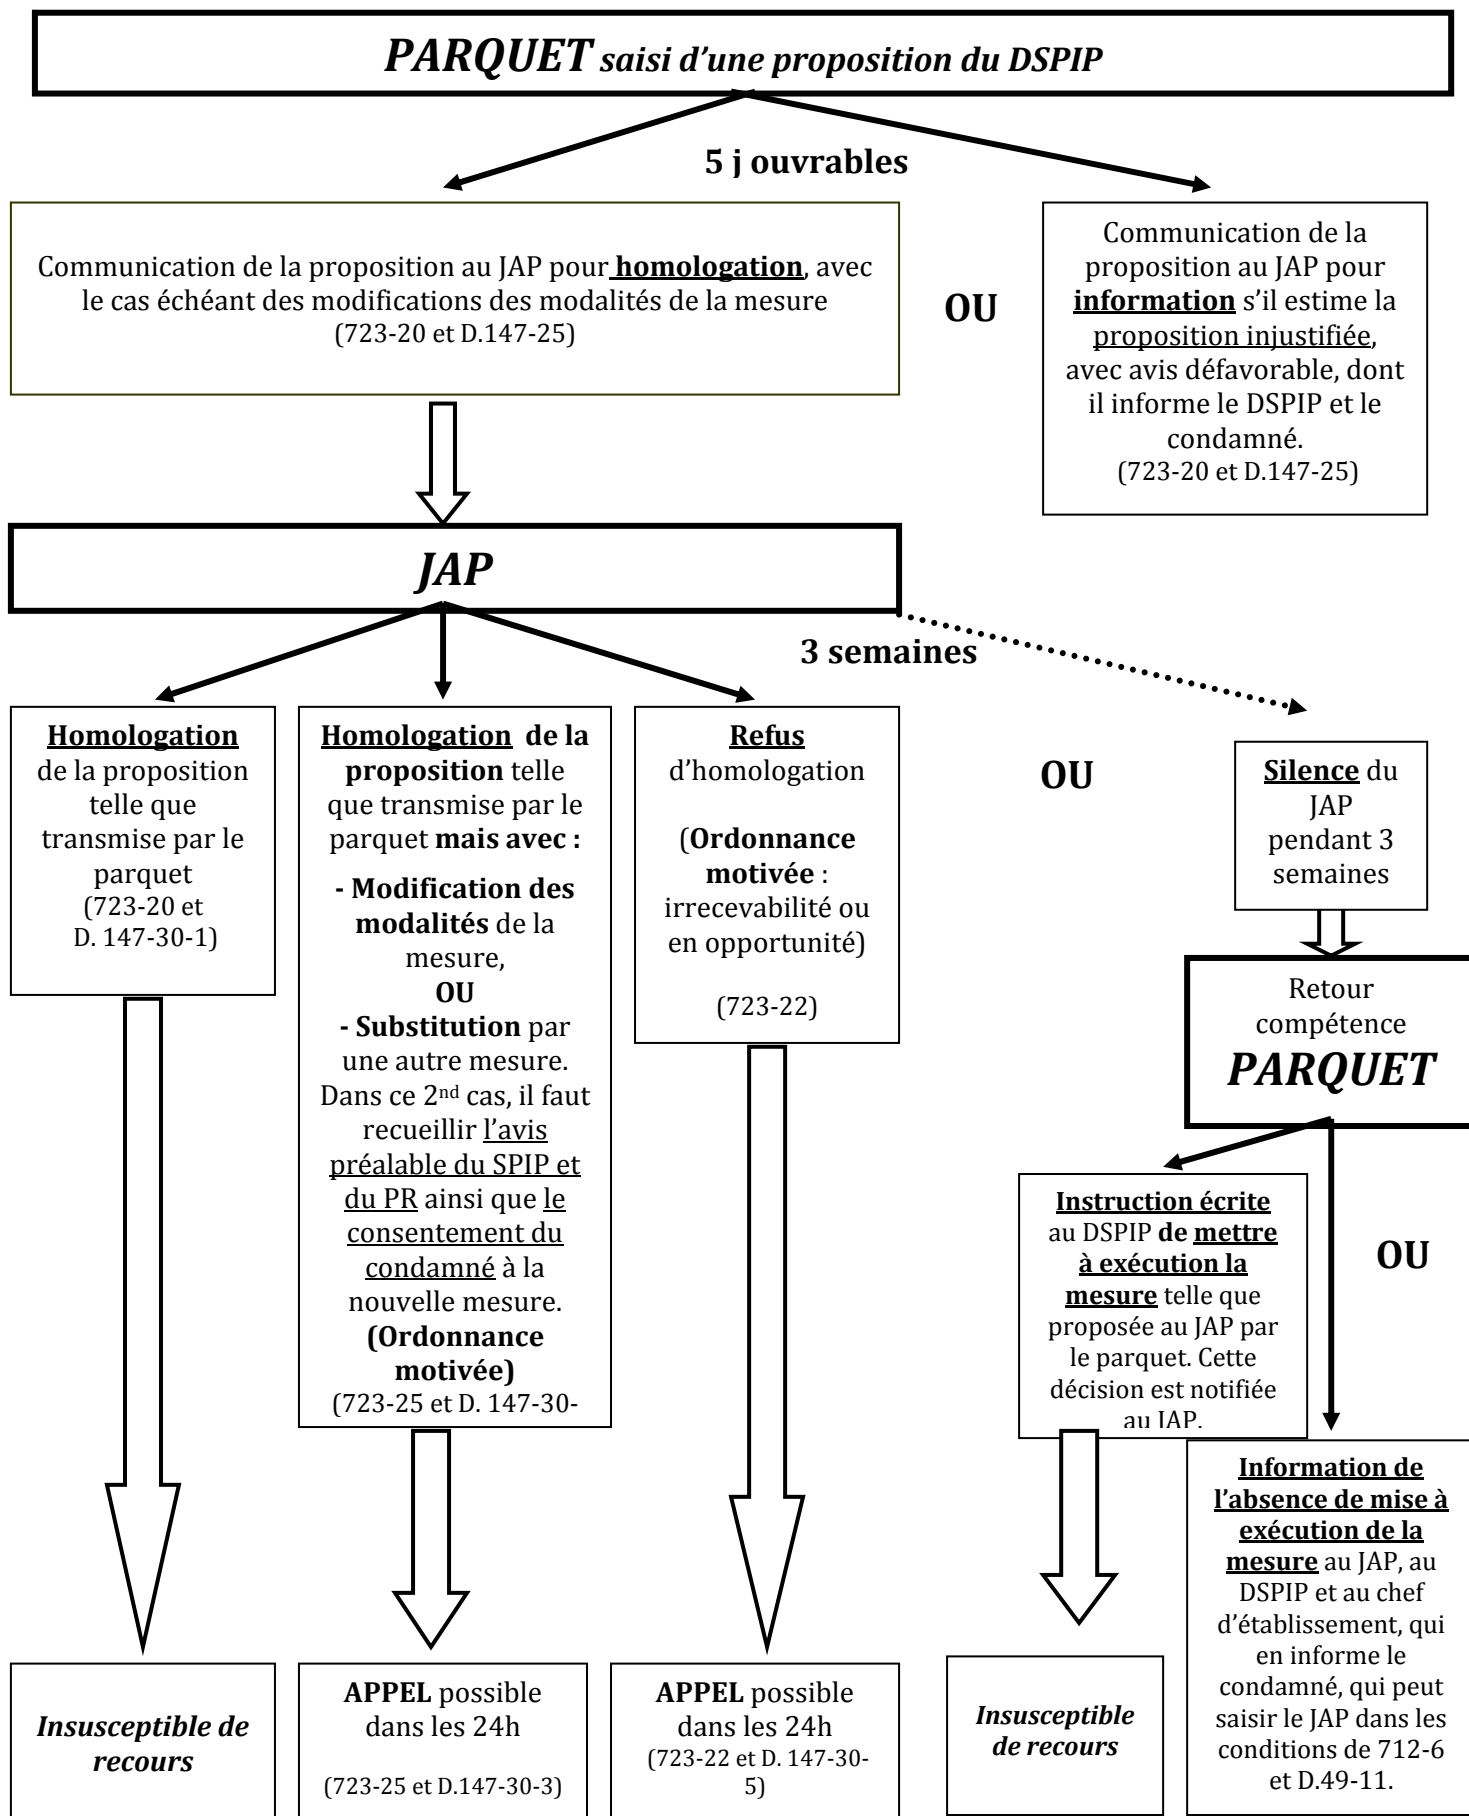 PARQUET saisi d’une proposition du DSPIP
5 j ouvrables
Communication de la proposition au JAP pour homologation, avec
le cas échéant des modifications des modalités de la mesure
(723-20 et D.147-25)
OU
Communication de la
proposition au JAP pour
information s’il estime la
proposition injustifiée,
avec avis défavorable, dont
il informe le DSPIP et le
condamné.
(723-20 et D.147-25)
JAP
3 semaines
Homologation
de la proposition
telle que
transmise par le
parquet
(723-20 et
D. 147-30-1)
Homologation de la
proposition telle
que transmise par le
parquet mais avec :
- Modification des
modalités de la
mesure,
OU
- Substitution par
une autre mesure.
Dans ce 2nd cas, il faut
recueillir l’avis
préalable du SPIP et
du PR ainsi que le
consentement du
condamné à la
nouvelle mesure.
(Ordonnance
motivée)
(723-25 et D. 147-30-
Refus
d’homologation
(Ordonnance
motivée :
irrecevabilité ou
en opportunité)
(723-22)
OU
Silence du
JAP
pendant 3
semaines
Retour
compétence
PARQUET
Instruction écrite
au DSPIP de mettre
à exécution la
mesure telle que
proposée au JAP par
le parquet. Cette
décision est notifiée
au JAP.
OU
Information de
l’absence de mise à
exécution de la
mesure au JAP, au
DSPIP et au chef
d’établissement, qui
en informe le
condamné, qui peut
saisir le JAP dans les
conditions de 712-6
et D.49-11.
Insusceptible de
recours
APPEL possible
dans les 24h
(723-25 et D.147-30-3)
APPEL possible
dans les 24h
(723-22 et D. 147-30-
5)
Insusceptible
de recours